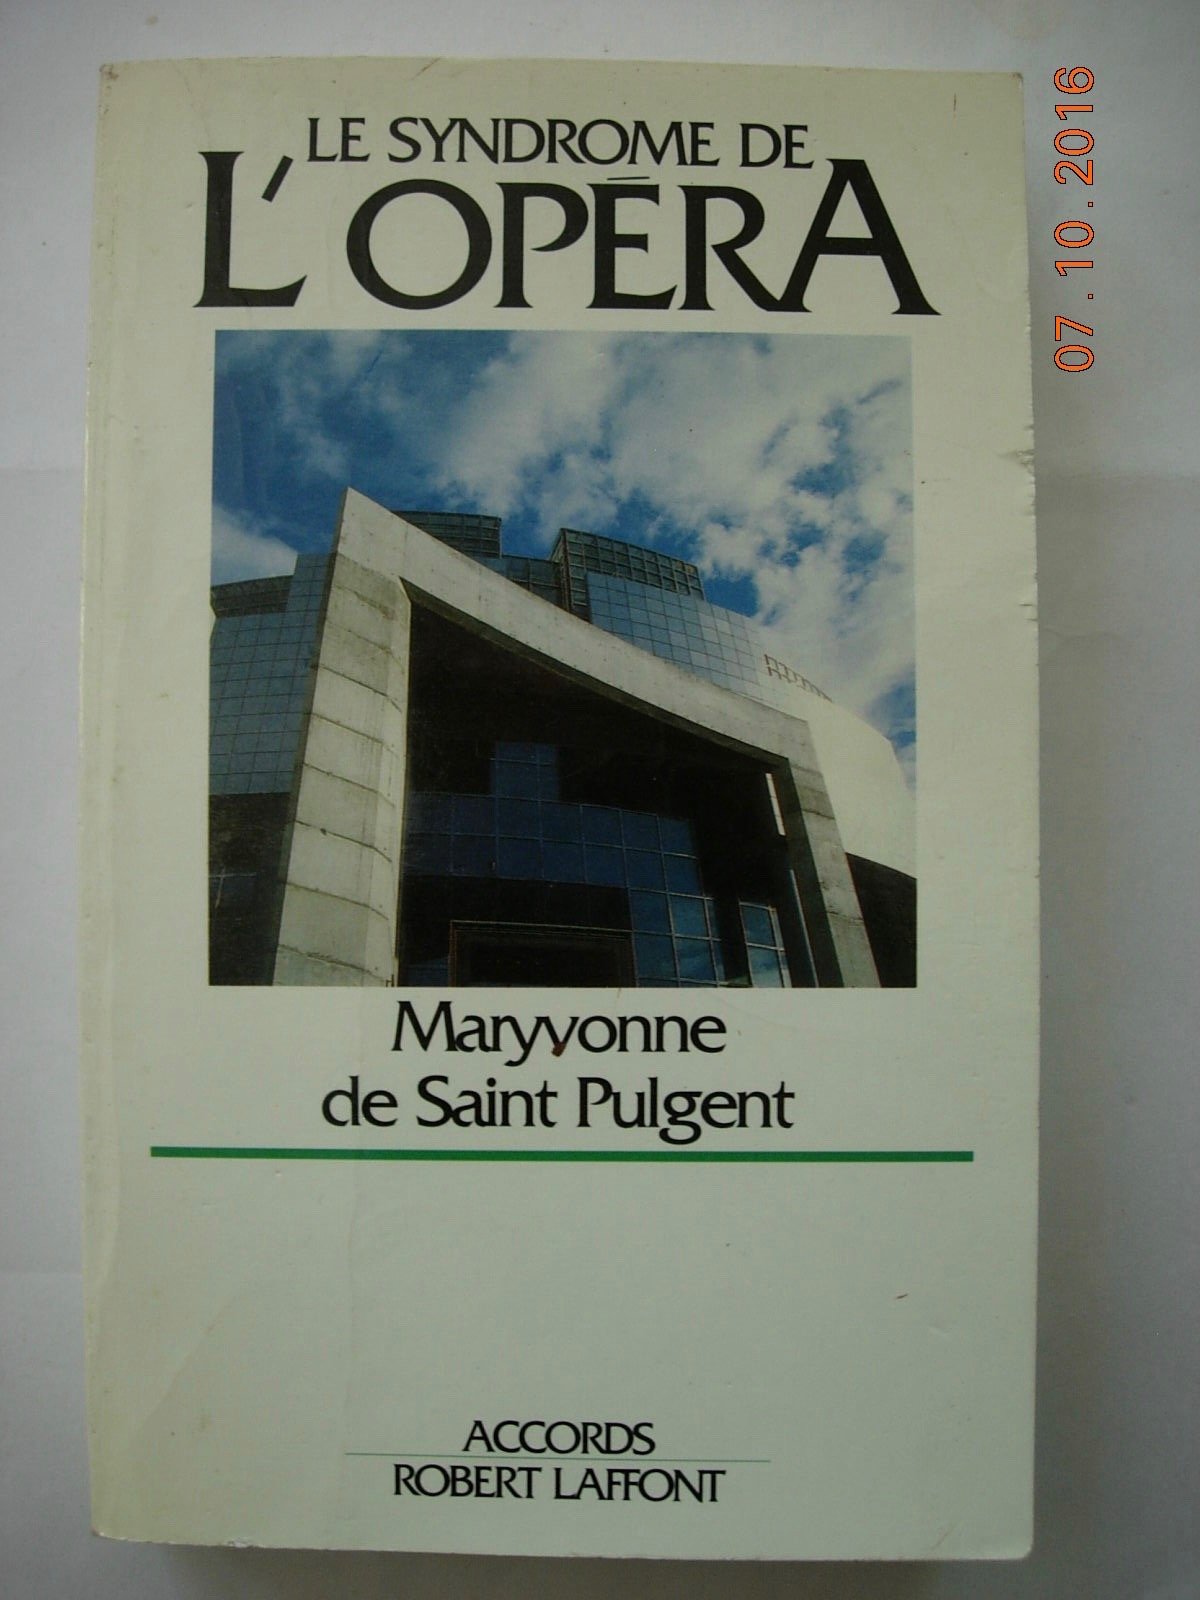 LE SYNDROME DE
L'OPÉRA
Maryvonne
de Saint Pulgent
ACCORDS
ROBERT LAFFONT
07.10.2016